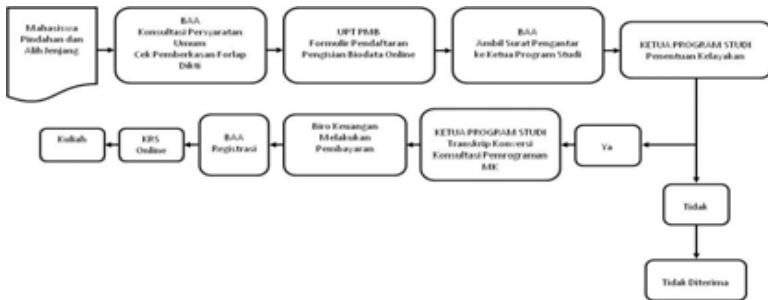 Mahasiswa
Pindahan dan
Alih Jenjang
BAA
Konsultasi Persyaratan
Umum
Cek Pemberkasan Forlap
Dikti
UPT PMB
Formulir Pendaftaran
Pengisian Biodata Online
BAA
Ambil Surat Pengantar
ke Ketua Program Studi
KETUA PROGRAM STUDI
Penentuan Kelayakan
Kuliah
KRS
Online
BAA
Registrasi
Biro Keuangan
Melakukan
Pembayaran
KETUA PROGRAM STUDI
Transkrip Konversi
Konsultasi Pemrograman
MK
Ya
Tidak
Tidak Diterima